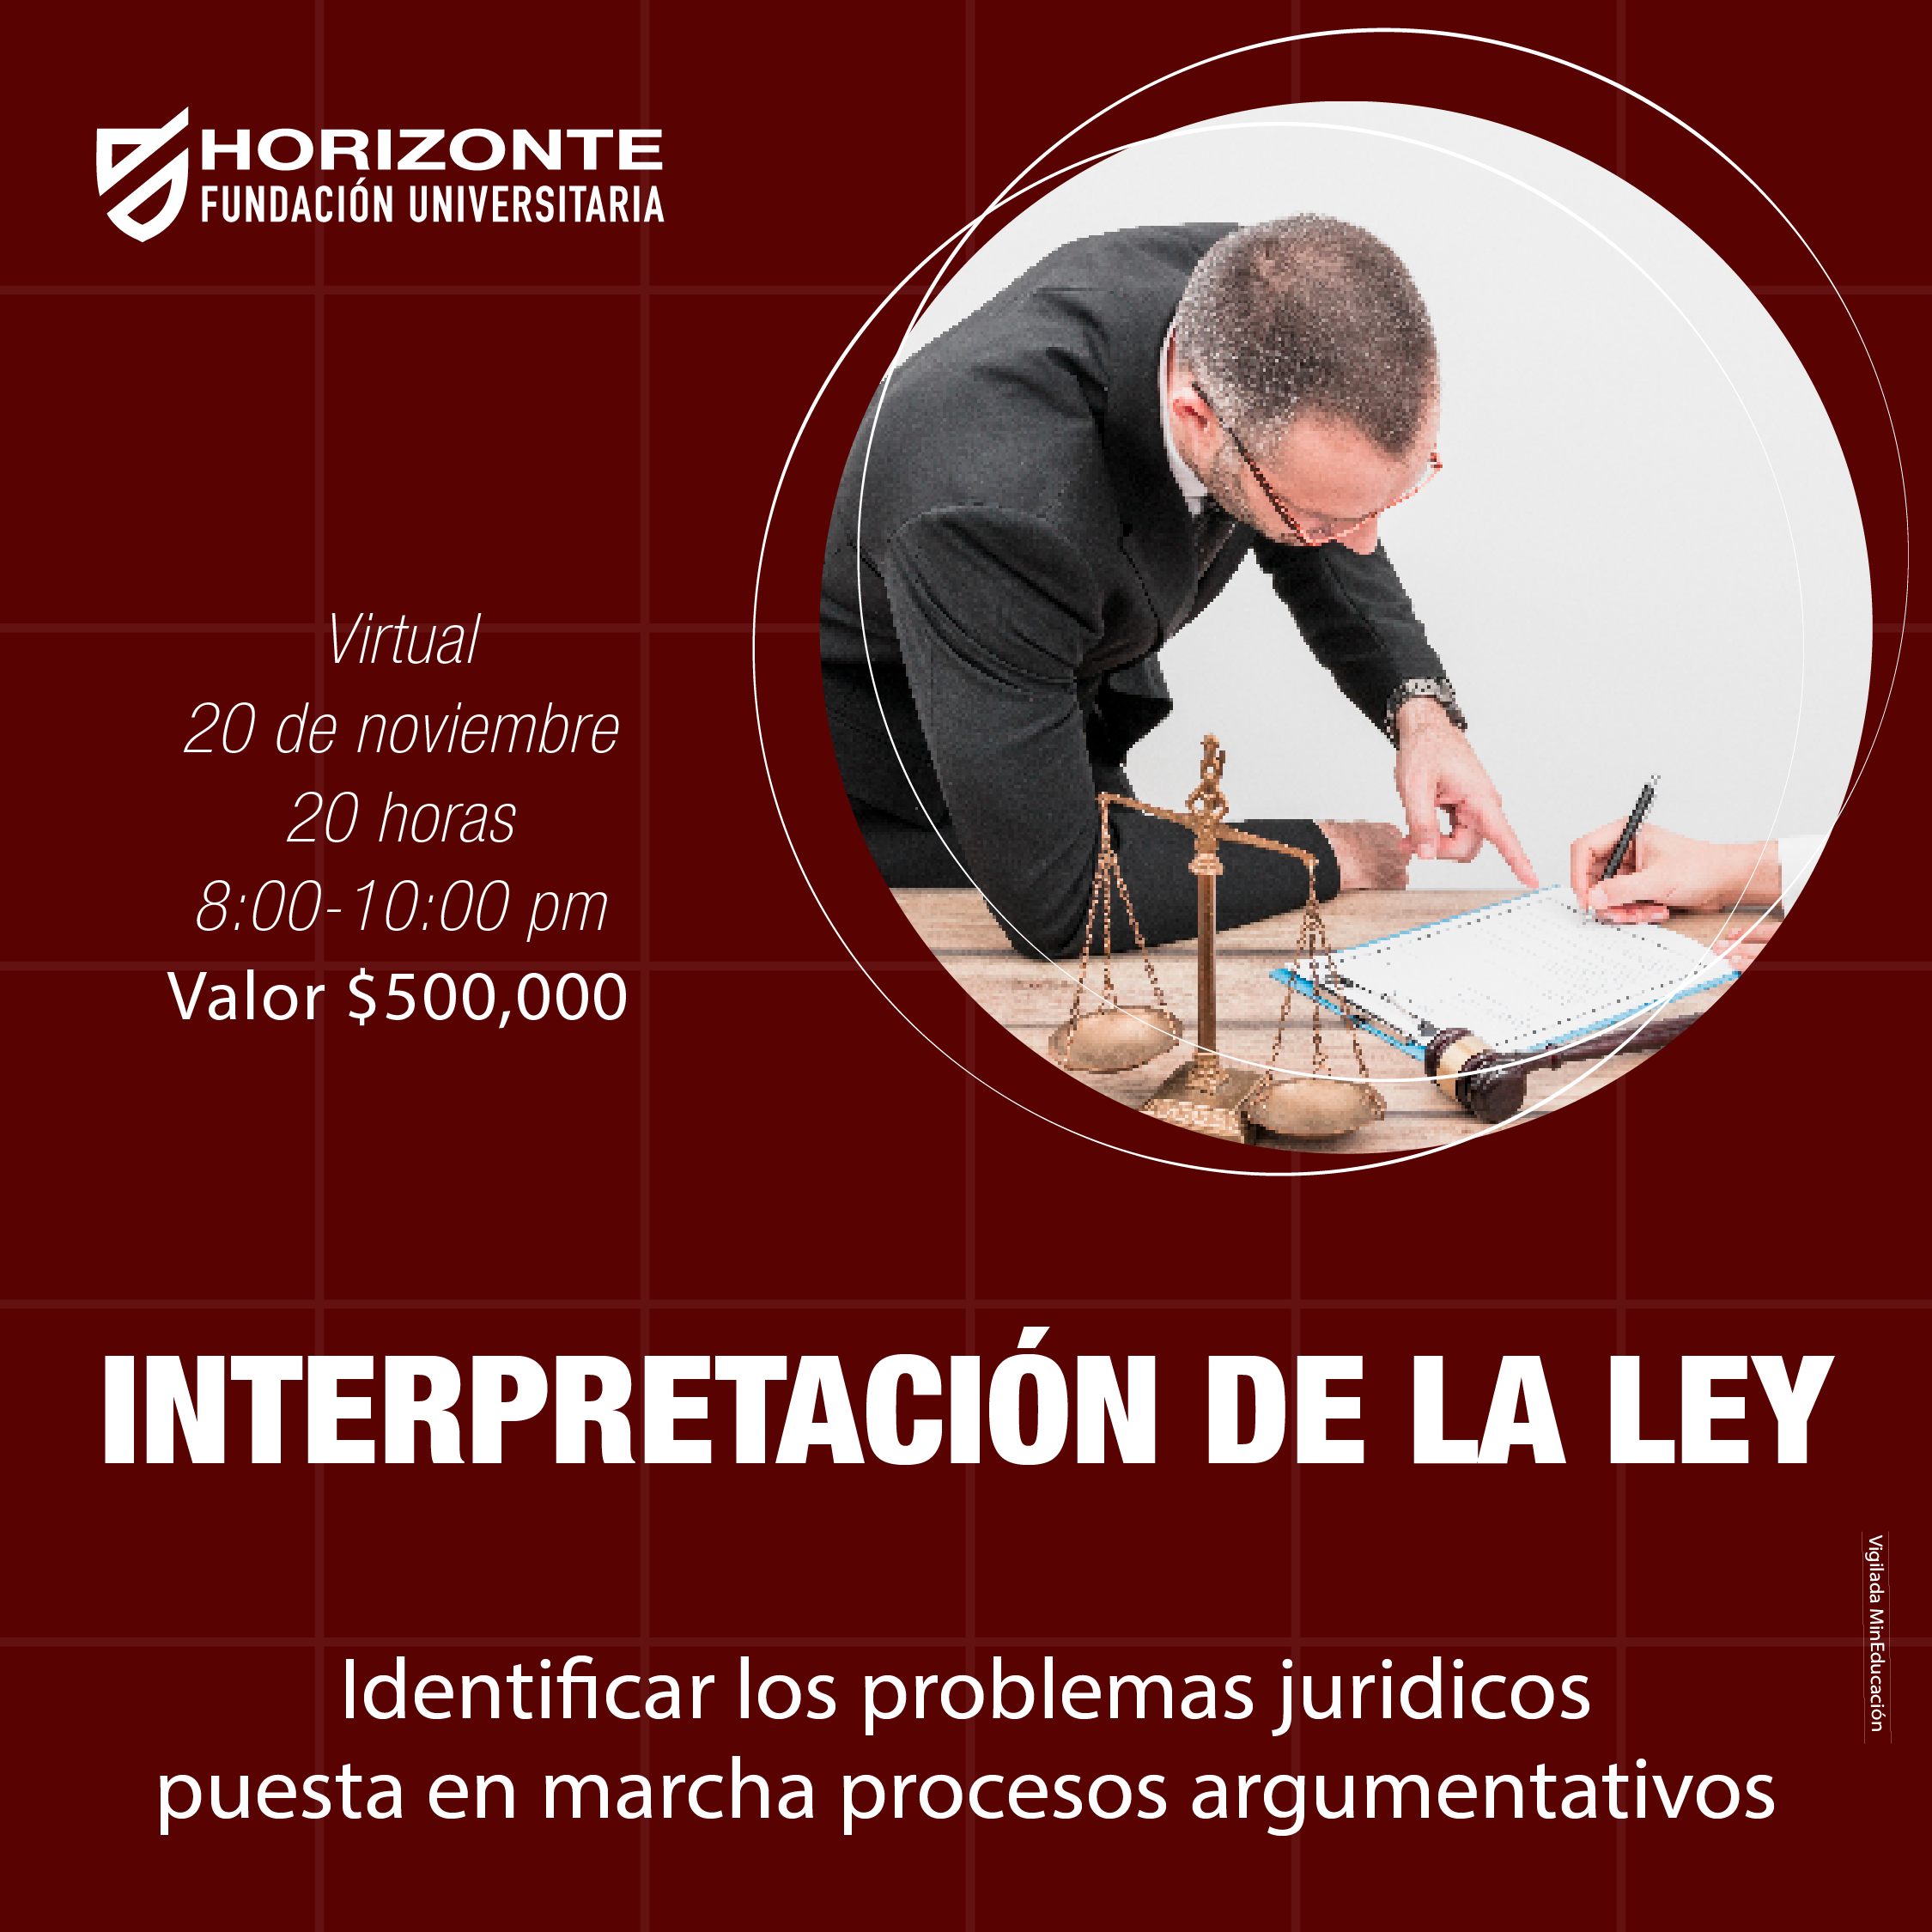 HORIZONTE
FUNDACIÓN UNIVERSITARIA
Virtual
20 de noviembre
20 horas
8:00-10:00 pm
Valor $500,000
INTERPRETACIÓN DE LA LEY
Vigilada MinEducación
Identificar los problemas juridicos
puesta en marcha procesos argumentativos